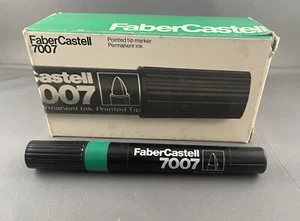 FaberCastell
FaberCastell
7007
Pointed tip marker
Permanent ink
Castell
7007
Permanent Ink-Pointed Tip
FaberCastell
7007